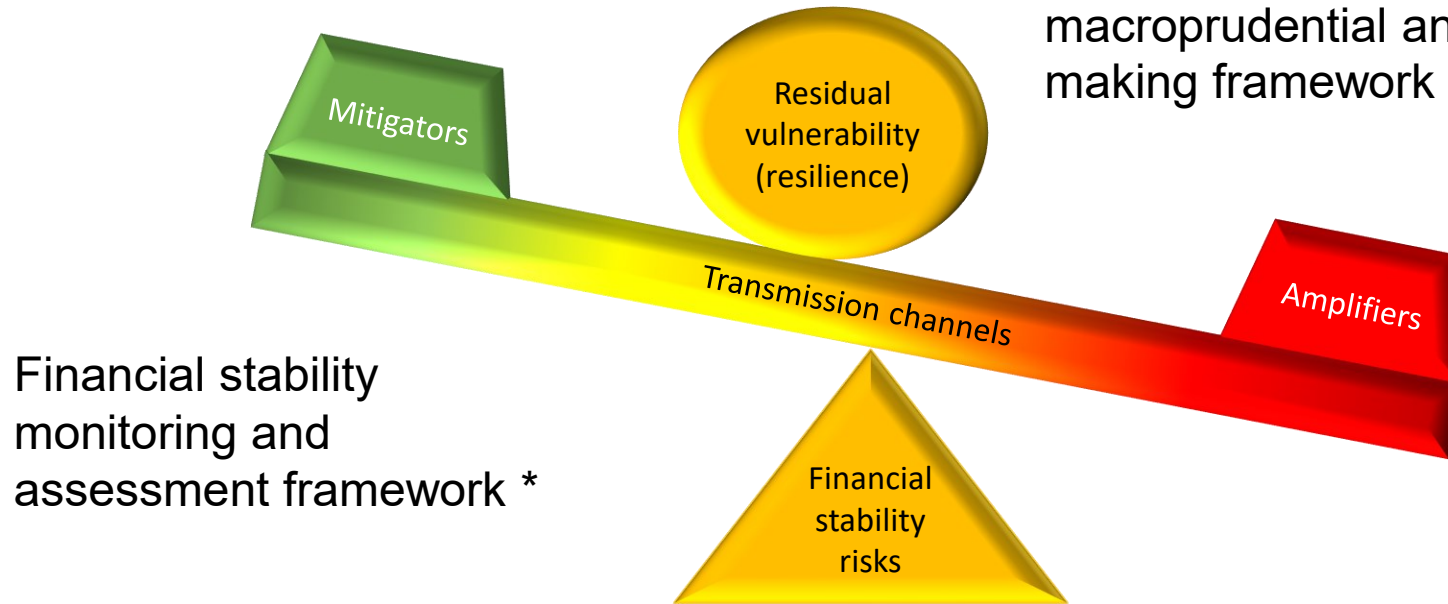 macroprudential an
making framework
Mitigators
Residual
vulnerability
(resilience)
Transmission channels
Amplifiers
Financial stability
monitoring and
assessment framework *
Financial
stability
risks